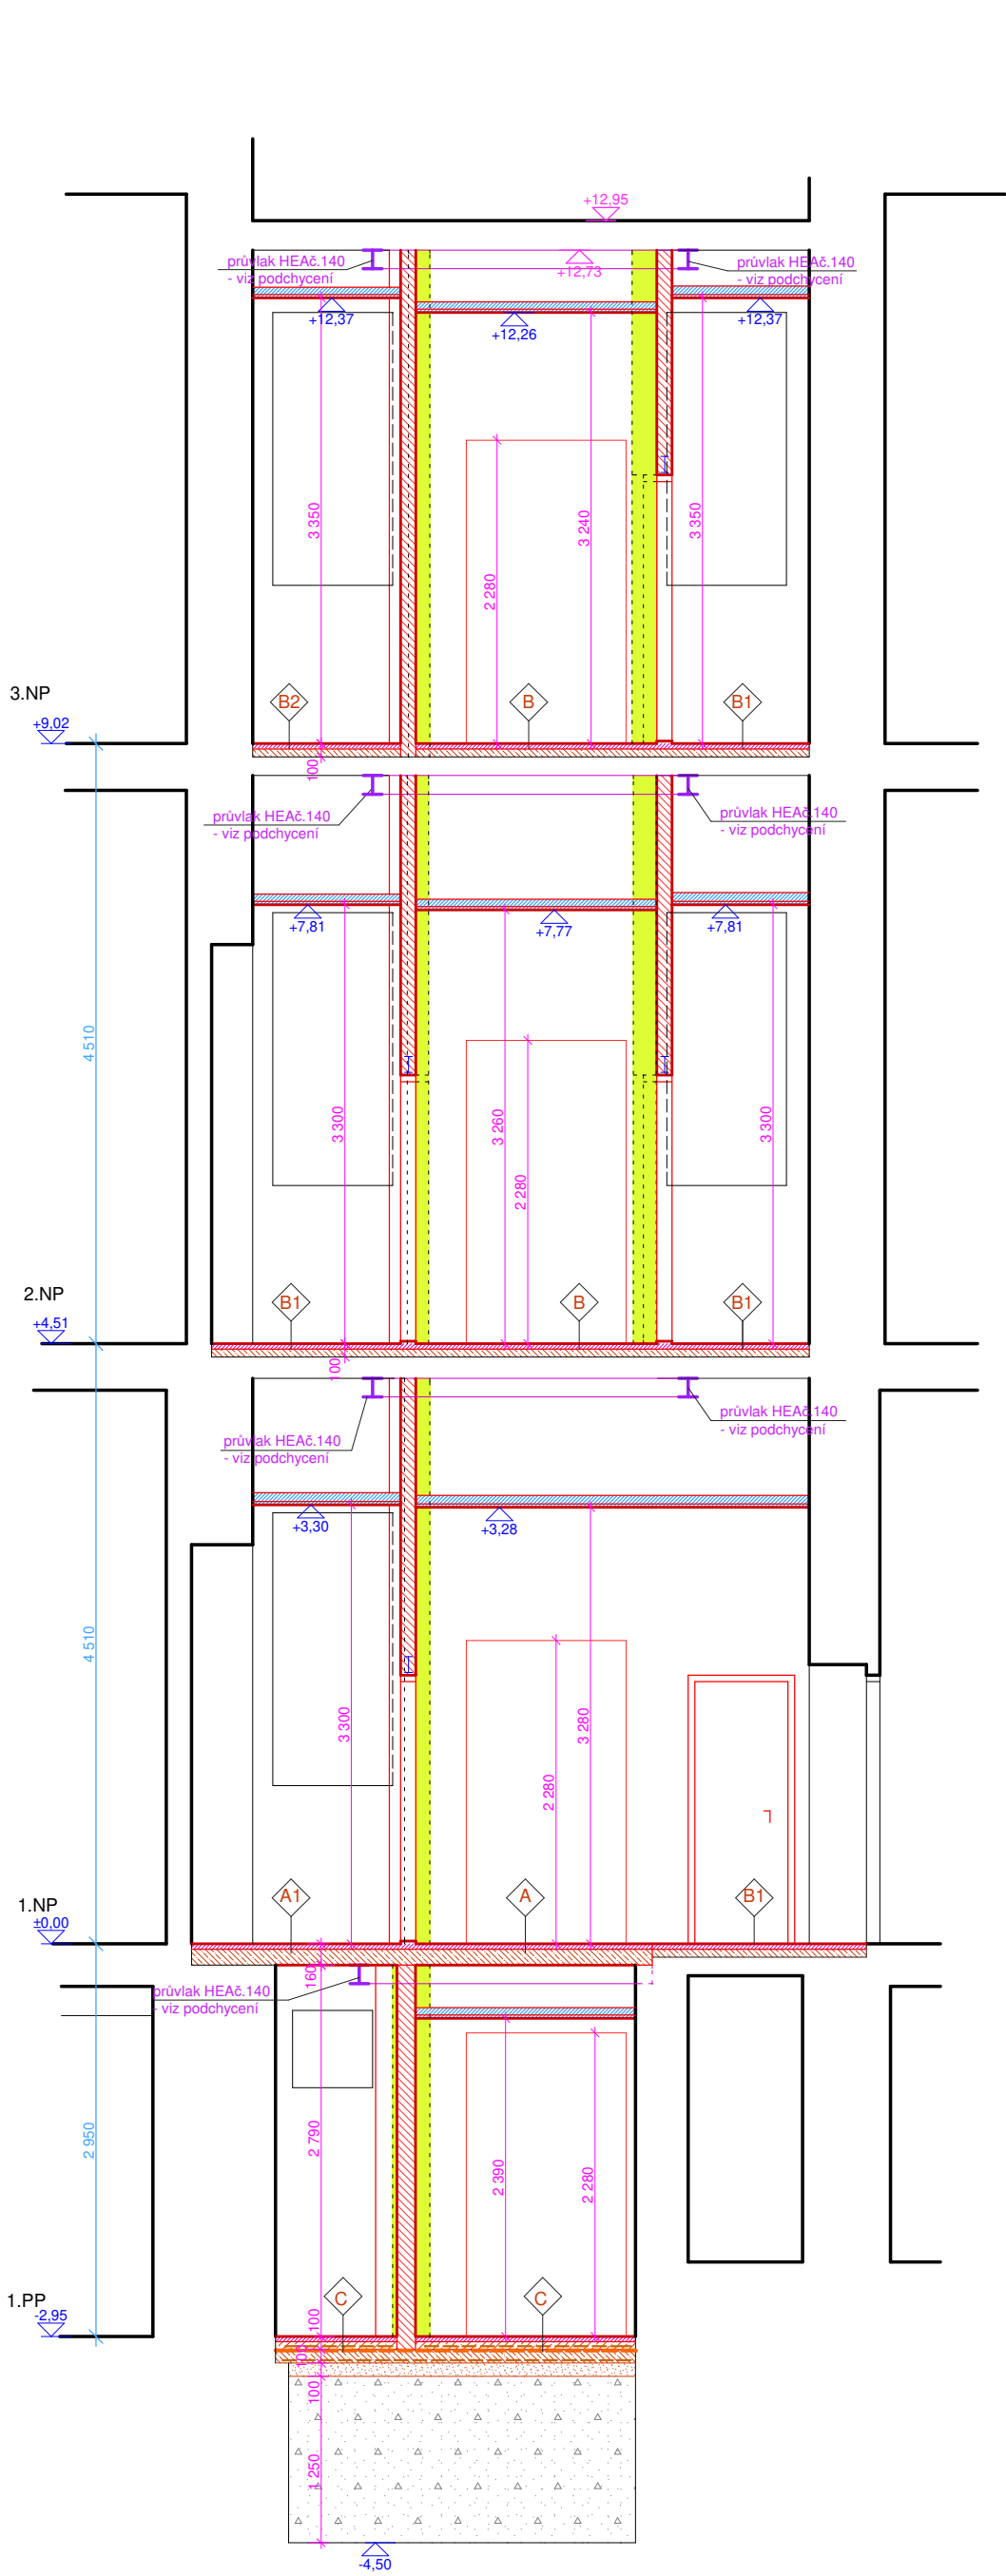 +12,95
průvlak HEAč.140
- viz podchycení
+12,73
průvlak HEAč.140
- viz podchycení
+12,37
+12,26
+12,37
3 350
3 240
3 350
2 280
3.NP
+9,02
B2
B
B1
100
průvlak HEAč.140
- viz podchycení
průvlak HEAč.140
- viz podchycení
+7,81
+7,77
+7,81
4 510
3 300
3 260
3 300
2 280
2.NP
+4,51
B1
B
B1
100
průvlak HEAč.140
- viz podchycení
průvlak HEAč.140
- viz podchycení
+3,30
+3,28
4 510
3 300
3 280
2 280
1.NP
±0,00
A1
A
B1
160
průvlak HEAč.140
- viz podchycení
2 950
2 790
2 390
2 280
1.PP
-2,95
C
C
100
100
100
1 250
-4,50